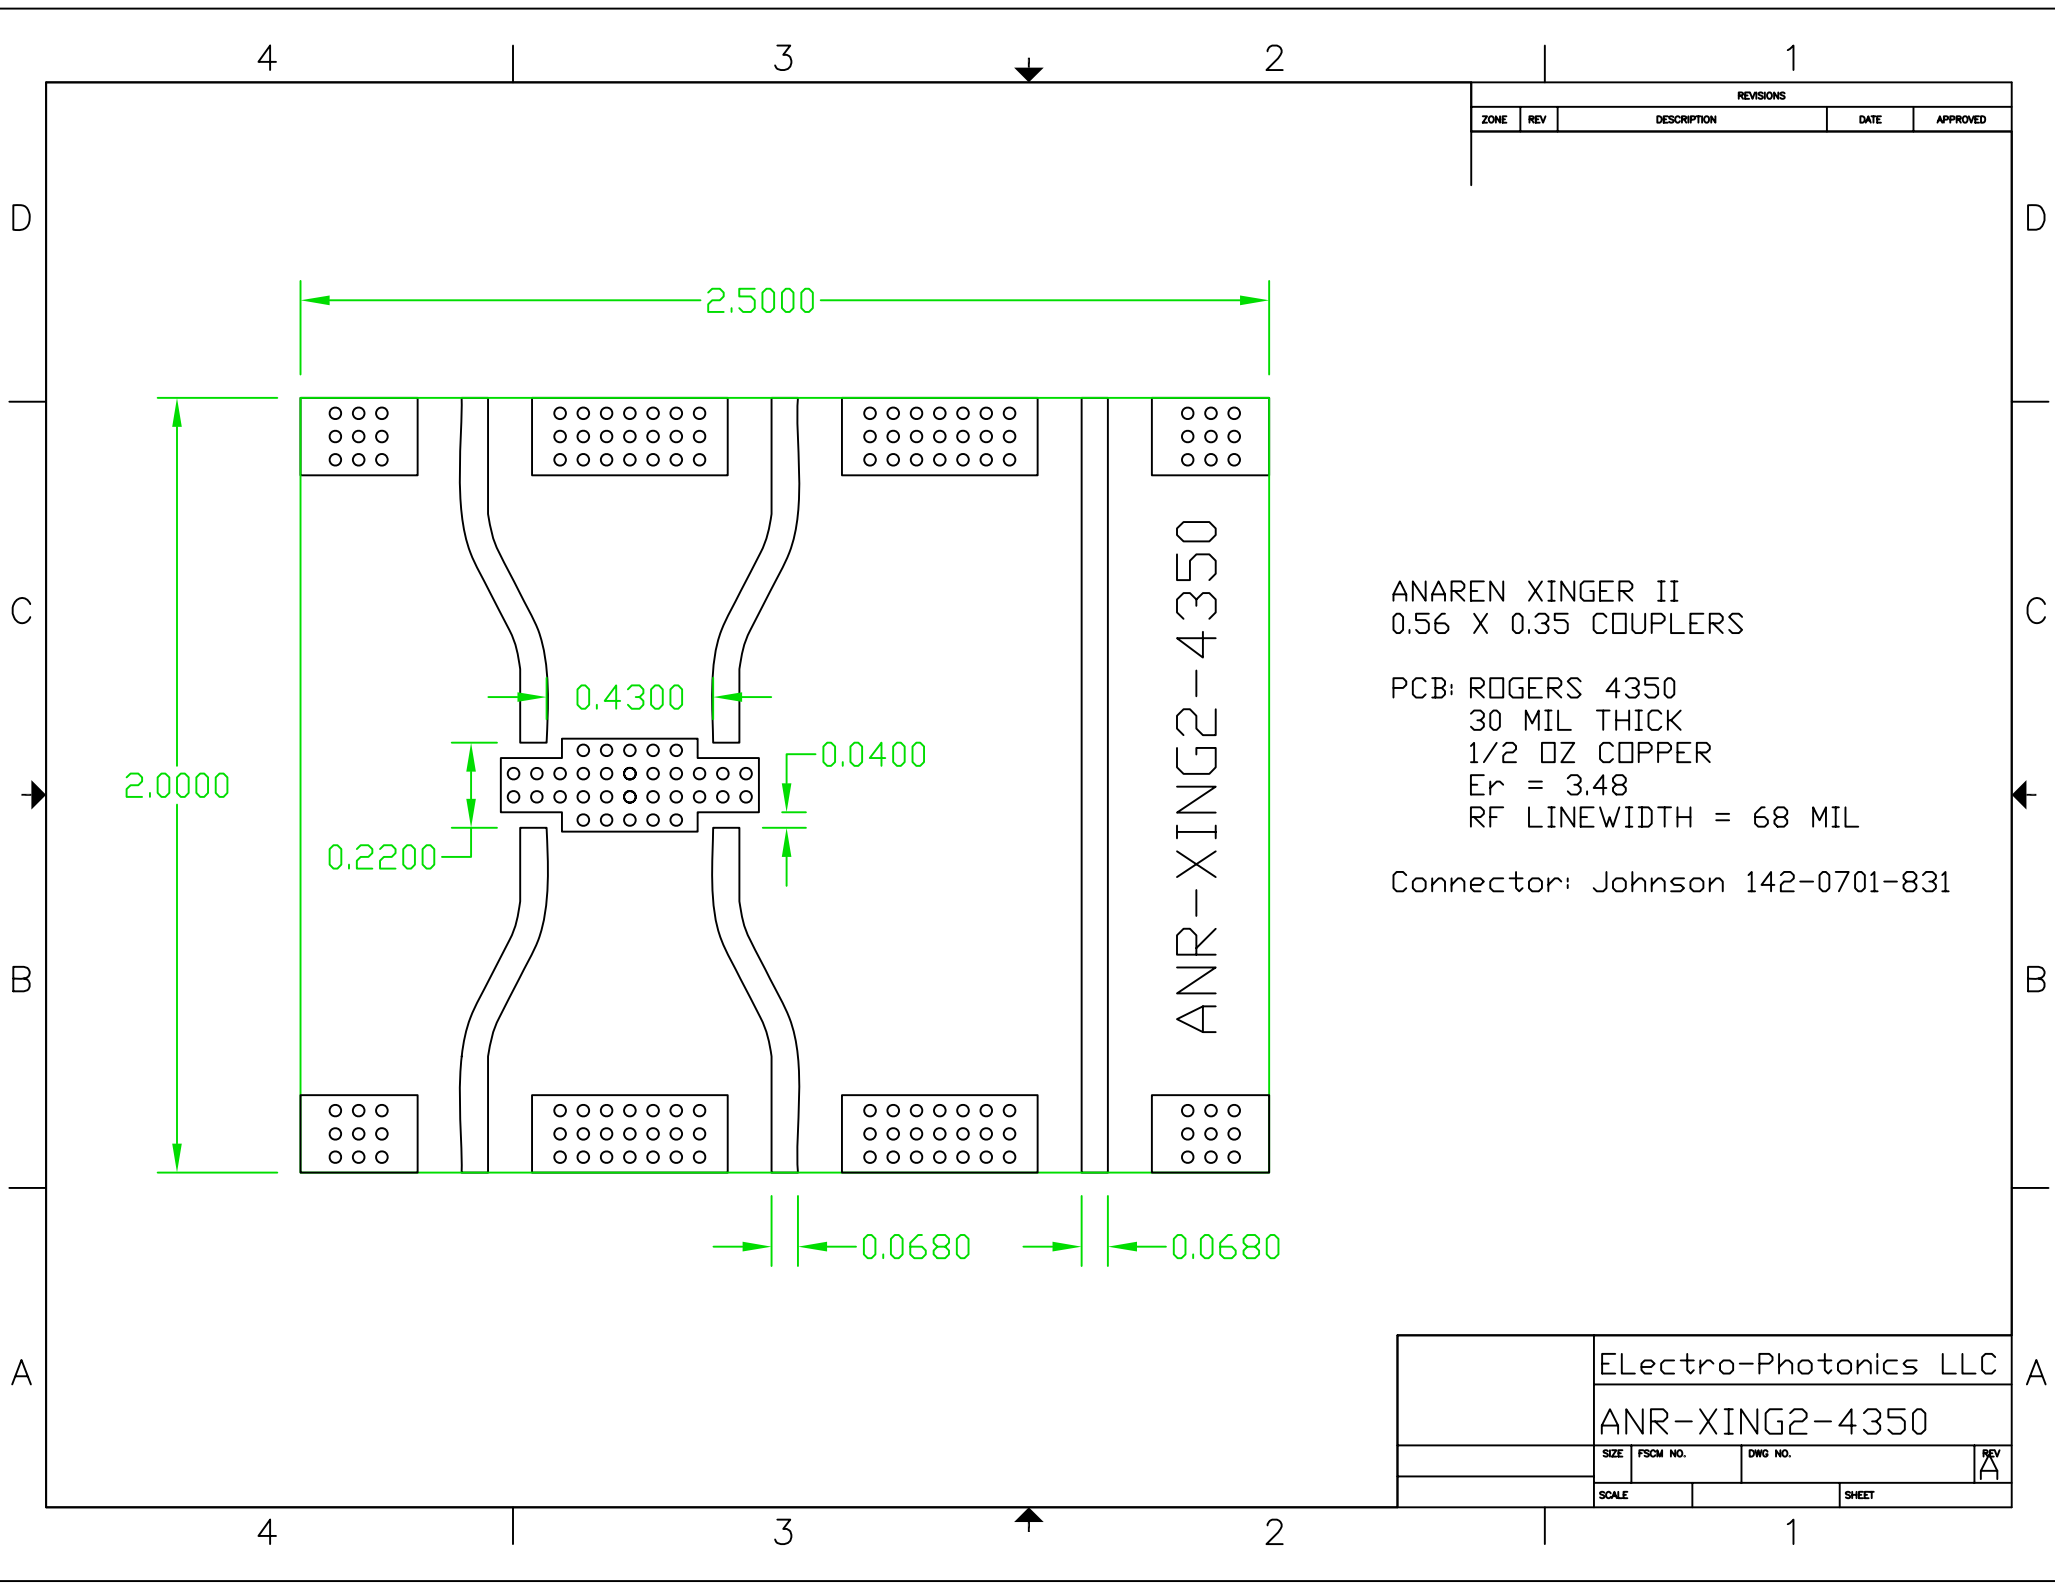 4 3 2 1
REVISIONS
ZONE REV DESCRIPTION DATE APPROVED
D D
2.5000
C C
ANAREN XINGER II
0.56 X 0.35 COUPLERS
PCB: ROGERS 4350
30 MIL THICK
1/2 OZ COPPER
Er = 3.48
RF LINEWIDTH = 68 MIL
Connector: Johnson 142-0701-831
0.4300
0.0400
2.0000
0.2200
ANR-XING2-4350
B B
0.0680 0.0680
A A
ELectro-Photonics LLC
ANR-XING2-4350
SIZE FSCM NO. DWG NO. REV
A
SCALE SHEET
4 3 2 1